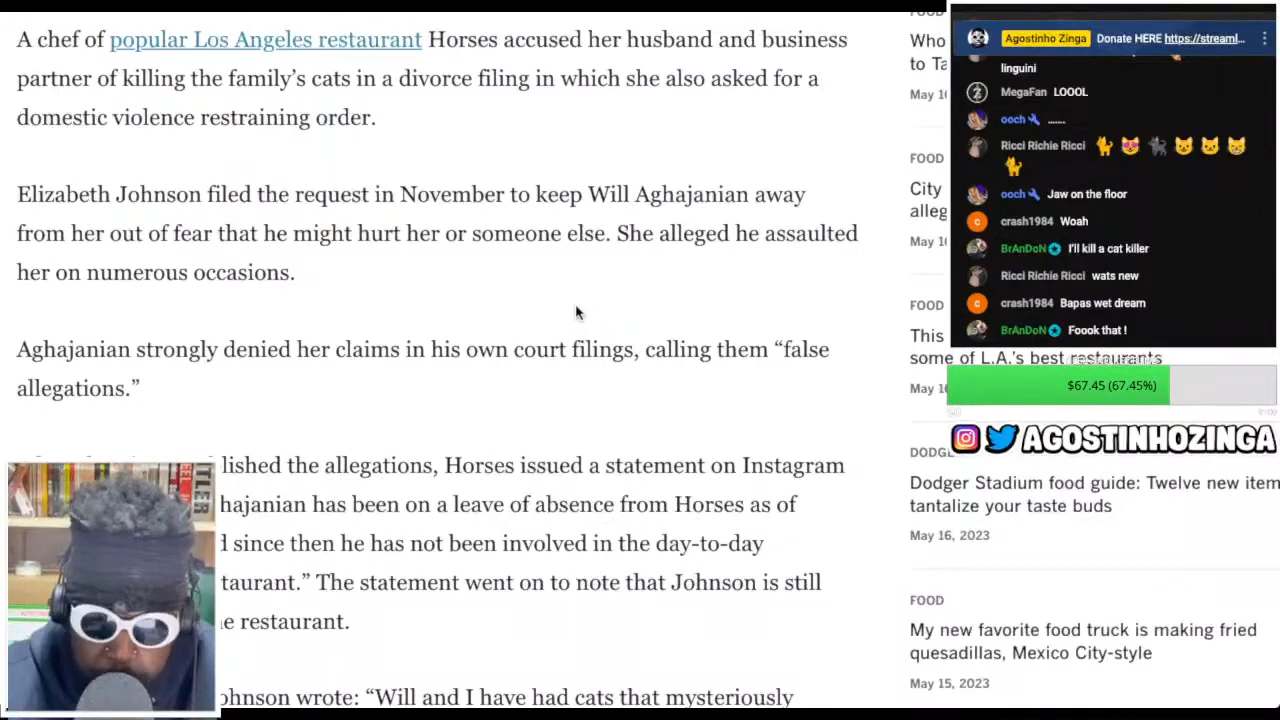 A chef of popular Los Angeles restaurant Horses accused her husband and business
partner of killing the family's cats in a divorce filing in which she also asked for a
domestic violence restraining order.
Elizabeth Johnson filed the request in November to keep Will Aghajanian away
from her out of fear that he might hurt her or someone else. She alleged he assaulted
her on numerous occasions.
Aghajanian strongly denied her claims in his own court filings, calling them “false
allegations.”
lished the allegations, Horses issued a statement on Instagram
hajanian has been on a leave of absence from Horses as of
d since then he has not been involved in the day-to-day
taurant.” The statement went on to note that Johnson is still
e restaurant.
ohnson wrote: “Will and I have had cats that mysteriously
FOOD
Who
to Ta
May 1
FOOD
City
alleg
May 1
FOOD
This
some of L.A.'s best restaurants
May 1
DODGE
Dodger Stadium food guide: Twelve new item
tantalize your taste buds
May 16, 2023
FOOD
My new favorite food truck is making fried
quesadillas, Mexico City-style
May 15, 2023
Agostinho Zinga Donate HERE https://streaml...
linguini
MegaFan LOOOL
ooch .......
Ricci Richie Ricci 🐈 😻 🐈‍⬛ 😺 🐱 😸
🐈
ooch Jaw on the floor
crash1984 Woah
BrAnDoN I'll kill a cat killer
Ricci Richie Ricci wats new
crash1984 Bapas wet dream
BrAnDoN Foook that !
$67.45 (67.45%)
AGOSTINHOZINGA